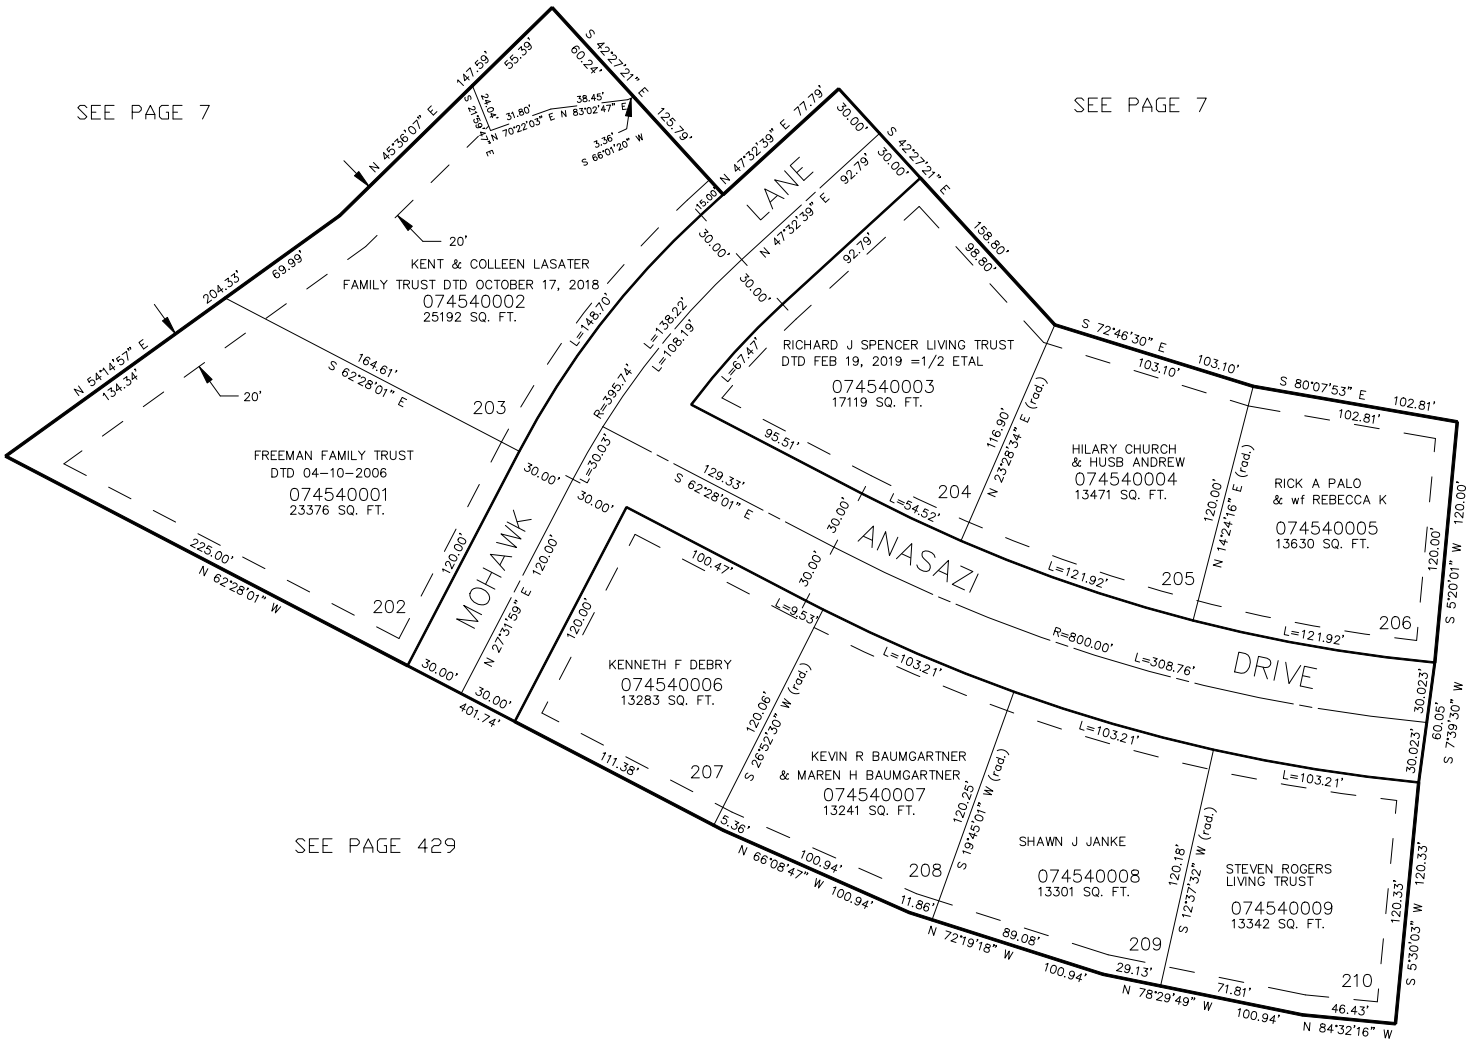 SEE PAGE 7
SEE PAGE 7
SEE PAGE 429
147.59'
55.39'
S 42°27'21" E
60.24'
125.79'
24.04'
S 21°59'47" E
31.80'
N 70°22'03" E
38.45'
N 83°02'47" E
3.36'
S 66°01'20" W
N 45°36'07" E
20'
KENT & COLLEEN LASATER
FAMILY TRUST DTD OCTOBER 17, 2018
074540002
25192 SQ. FT.
203
204.33'
69.99'
N 54°14'57" E
134.34'
20'
164.61'
S 62°28'01" E
FREEMAN FAMILY TRUST
DTD 04-10-2006
074540001
23376 SQ. FT.
202
225.00'
N 62°28'01" W
120.00'
L=148.70'
15.00'
N 47°32'39" E 77.79'
30.00'
S 42°27'21" E
30.00'
92.79'
N 47°32'39" E
LANE
30.00'
30.00'
92.79'
L=138.22'
L=108.19'
R=395.74'
L=30.03'
L=67.47'
158.80'
98.80'
RICHARD J SPENCER LIVING TRUST
DTD FEB 19, 2019 =1/2 ETAL
074540003
17119 SQ. FT.
204
95.51'
L=54.52'
116.90'
N 23°28'34" E (rad.)
S 72°46'30" E
103.10'
103.10'
HILARY CHURCH
& HUSB ANDREW
074540004
13471 SQ. FT.
205
L=121.92'
120.00'
N 14°24'16" E (rad.)
S 80°07'53" E
102.81'
102.81'
RICK A PALO
& wf REBECCA K
074540005
13630 SQ. FT.
206
L=121.92'
120.00'
S 5°20'01" W 120.00'
30.00'
30.00'
MOHAWK
N 27°31'59" E 120.00'
30.00'
30.00'
401.74'
129.33'
S 62°28'01" E
30.00'
30.00'
ANASAZI
DRIVE
R=800.00'
L=308.76'
30.023'
30.023'
60.05'
S 7°39'30" W
100.47'
L=9.53'
120.00'
KENNETH F DEBRY
074540006
13283 SQ. FT.
207
111.38'
5.36'
120.06'
S 26°52'30" W (rad.)
L=103.21'
KEVIN R BAUMGARTNER
& MAREN H BAUMGARTNER
074540007
13241 SQ. FT.
208
100.94'
N 66°08'47" W 100.94'
11.86'
120.25'
S 19°45'01" W (rad.)
L=103.21'
SHAWN J JANKE
074540008
13301 SQ. FT.
209
89.08'
N 72°19'18" W 100.94'
29.13'
120.18'
S 12°37'32" W (rad.)
L=103.21'
STEVEN ROGERS
LIVING TRUST
074540009
13342 SQ. FT.
210
71.81'
N 78°29'49" W 100.94'
46.43'
N 84°32'16" W
120.33'
S 5°30'03" W 120.33'